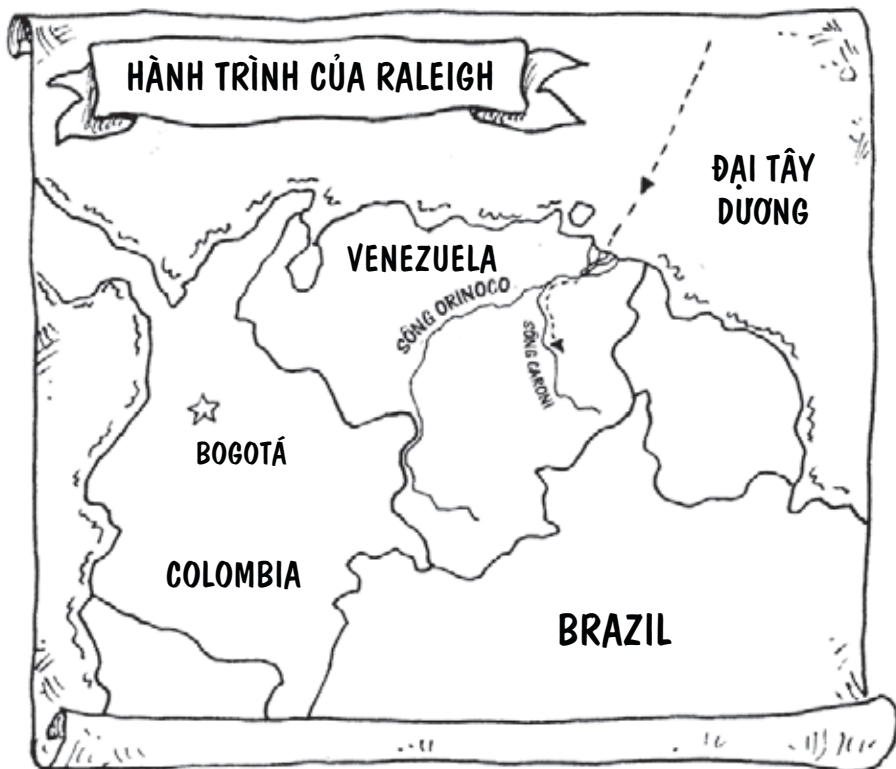 HÀNH TRÌNH CỦA RALEIGH
ĐẠI TÂY
DƯƠNG
VENEZUELA
SÔNG ORINOCO
SÔNG CARONI
BOGOTÁ
COLOMBIA
BRAZIL